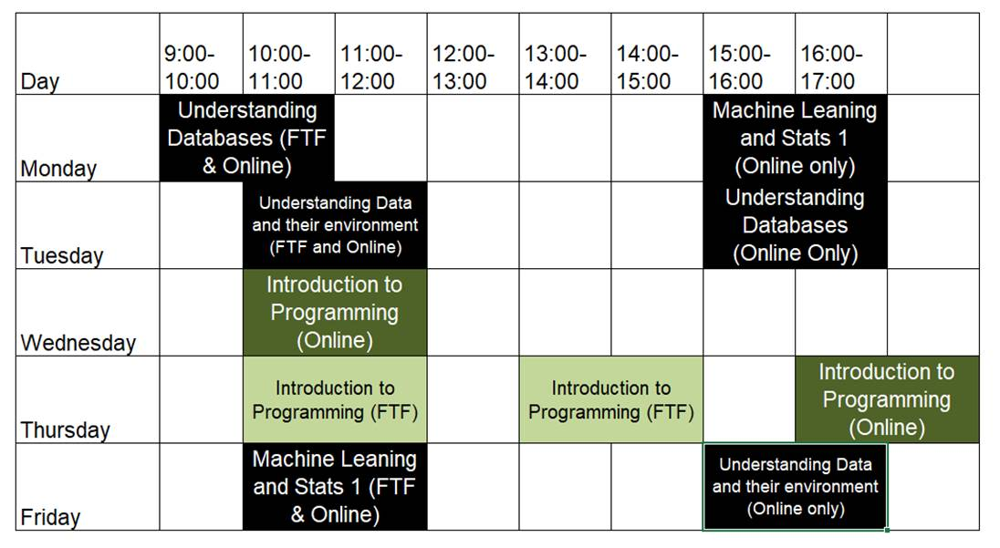 Day
9:00-
10:00
10:00-
11:00
11:00-
12:00
12:00-
13:00
13:00-
14:00
14:00-
15:00
15:00-
16:00
16:00-
17:00
Monday
Understanding
Databases (FTF
& Online)
Machine Leaning
and Stats 1
(Online only)
Tuesday
Understanding Data
and their environment
(FTF and Online)
Understanding
Databases
(Online Only)
Wednesday
Introduction to
Programming
(Online)
Thursday
Introduction to
Programming (FTF)
Introduction to
Programming (FTF)
Introduction to
Programming
(Online)
Friday
Machine Leaning
and Stats 1 (FTF
& Online)
Understanding Data
and their environment
(Online only)